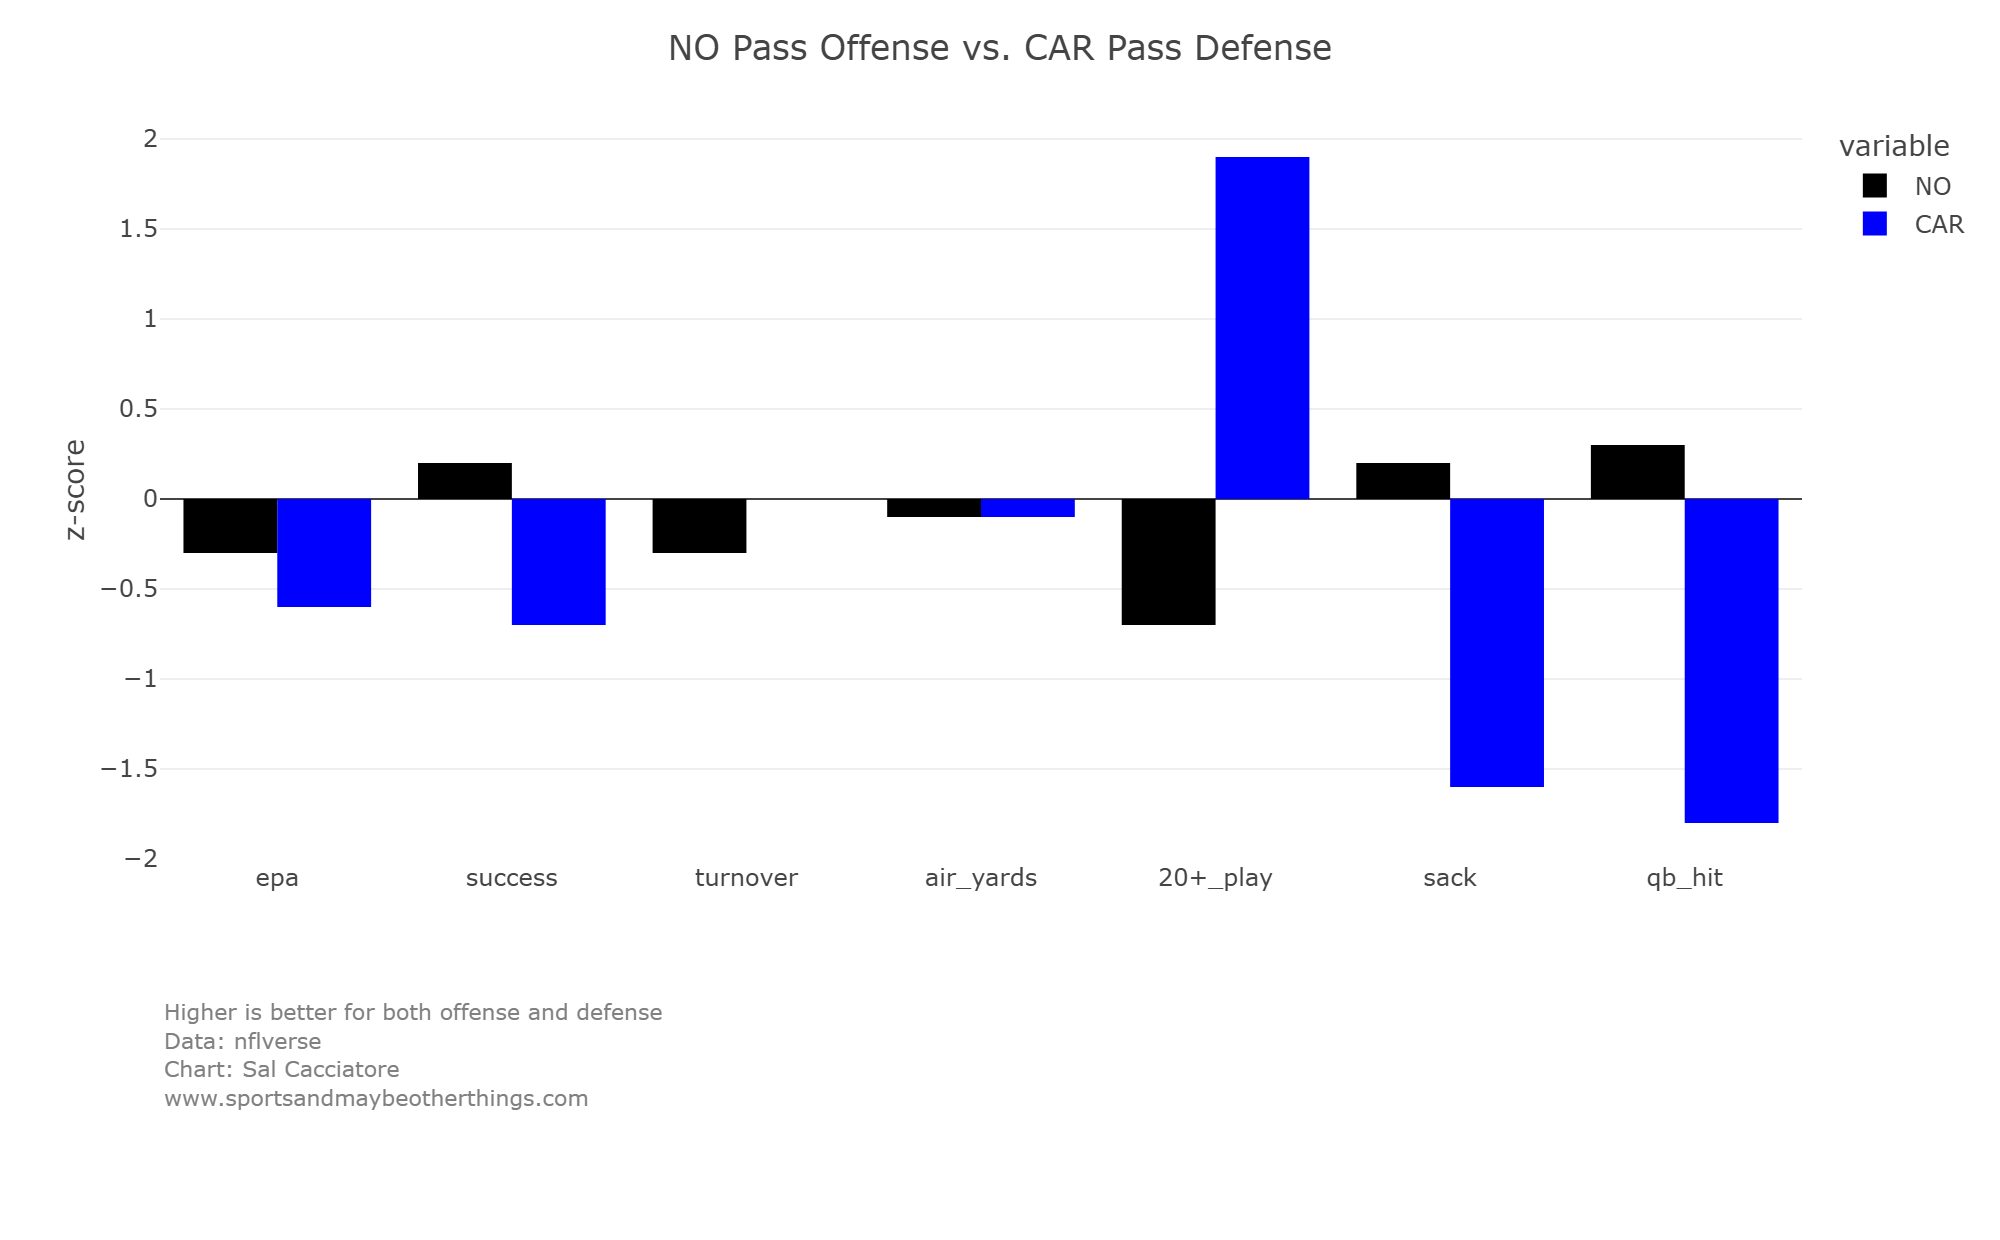 NO Pass Offense vs. CAR Pass Defense
variable
NO
CAR
z-score
2
1.5
1
0.5
0
−0.5
−1
−1.5
−2
epa success turnover air_yards 20+_play sack qb_hit
Higher is better for both offense and defense
Data: nflverse
Chart: Sal Cacciatore
www.sportsandmaybeotherthings.com